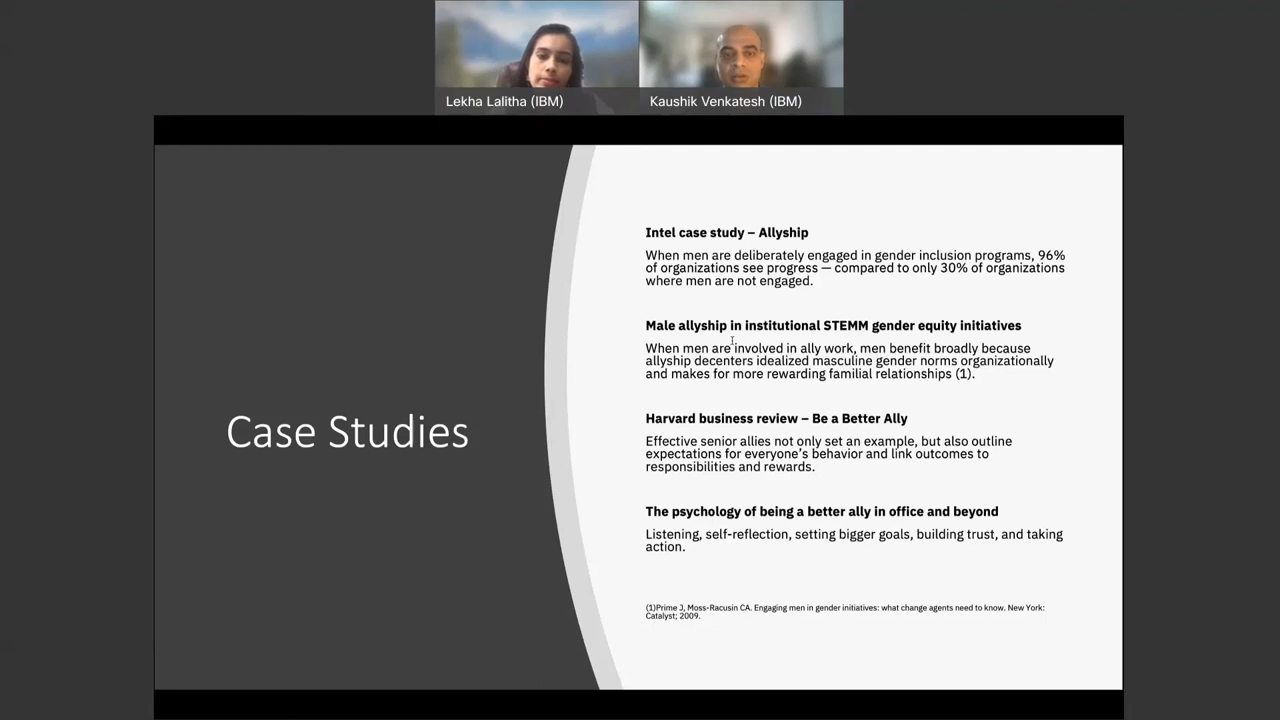 Lekha Lalitha (IBM)
Kaushik Venkatesh (IBM)
Case Studies
Intel case study – Allyship
When men are deliberately engaged in gender inclusion programs, 96%
of organizations see progress — compared to only 30% of organizations
where men are not engaged.
Male allyship in institutional STEMM gender equity initiatives
When men are involved in ally work, men benefit broadly because
allyship decenters idealized masculine gender norms organizationally
and makes for more rewarding familial relationships (1).
Harvard business review – Be a Better Ally
Effective senior allies not only set an example, but also outline
expectations for everyone’s behavior and link outcomes to
responsibilities and rewards.
The psychology of being a better ally in office and beyond
Listening, self-reflection, setting bigger goals, building trust, and taking
action.
(1)Prime J, Moss-Racusin CA. Engaging men in gender initiatives: what change agents need to know. New York:
Catalyst; 2009.